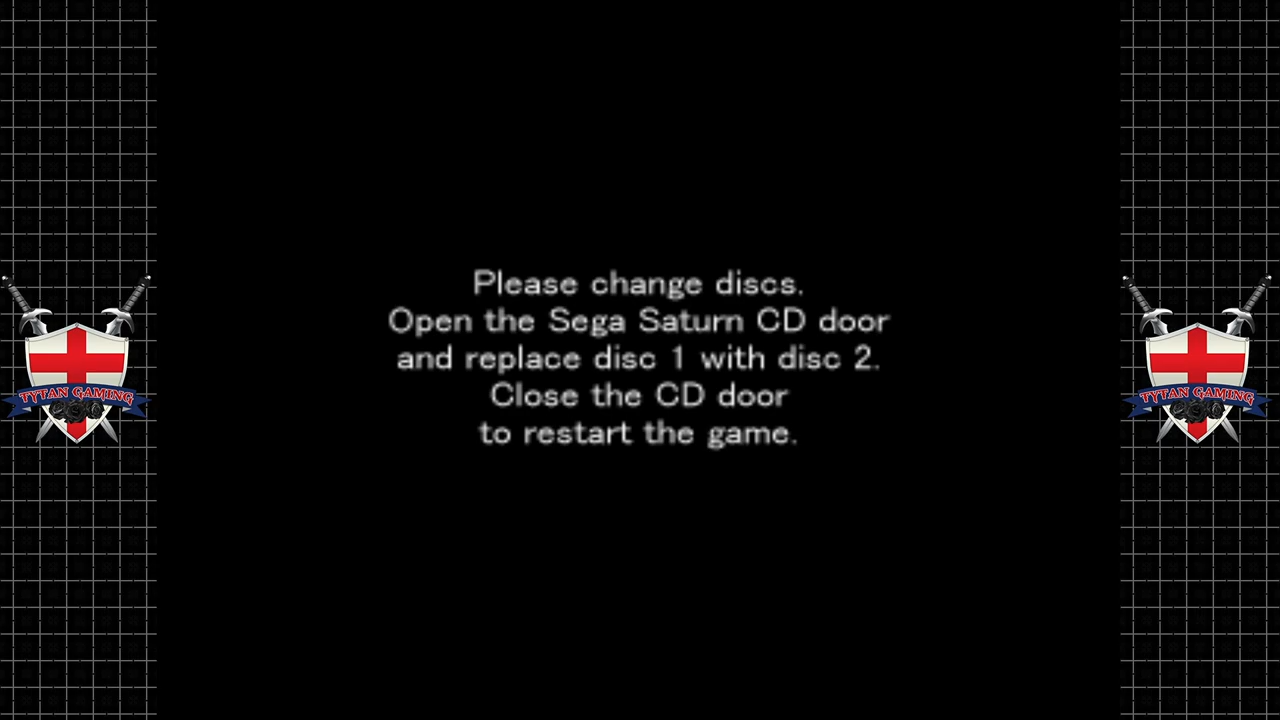 Please change discs.
Open the Sega Saturn CD door
and replace disc 1 with disc 2.
Close the CD door
to restart the game.
TYTAN GAMING
TYTAN GAMING